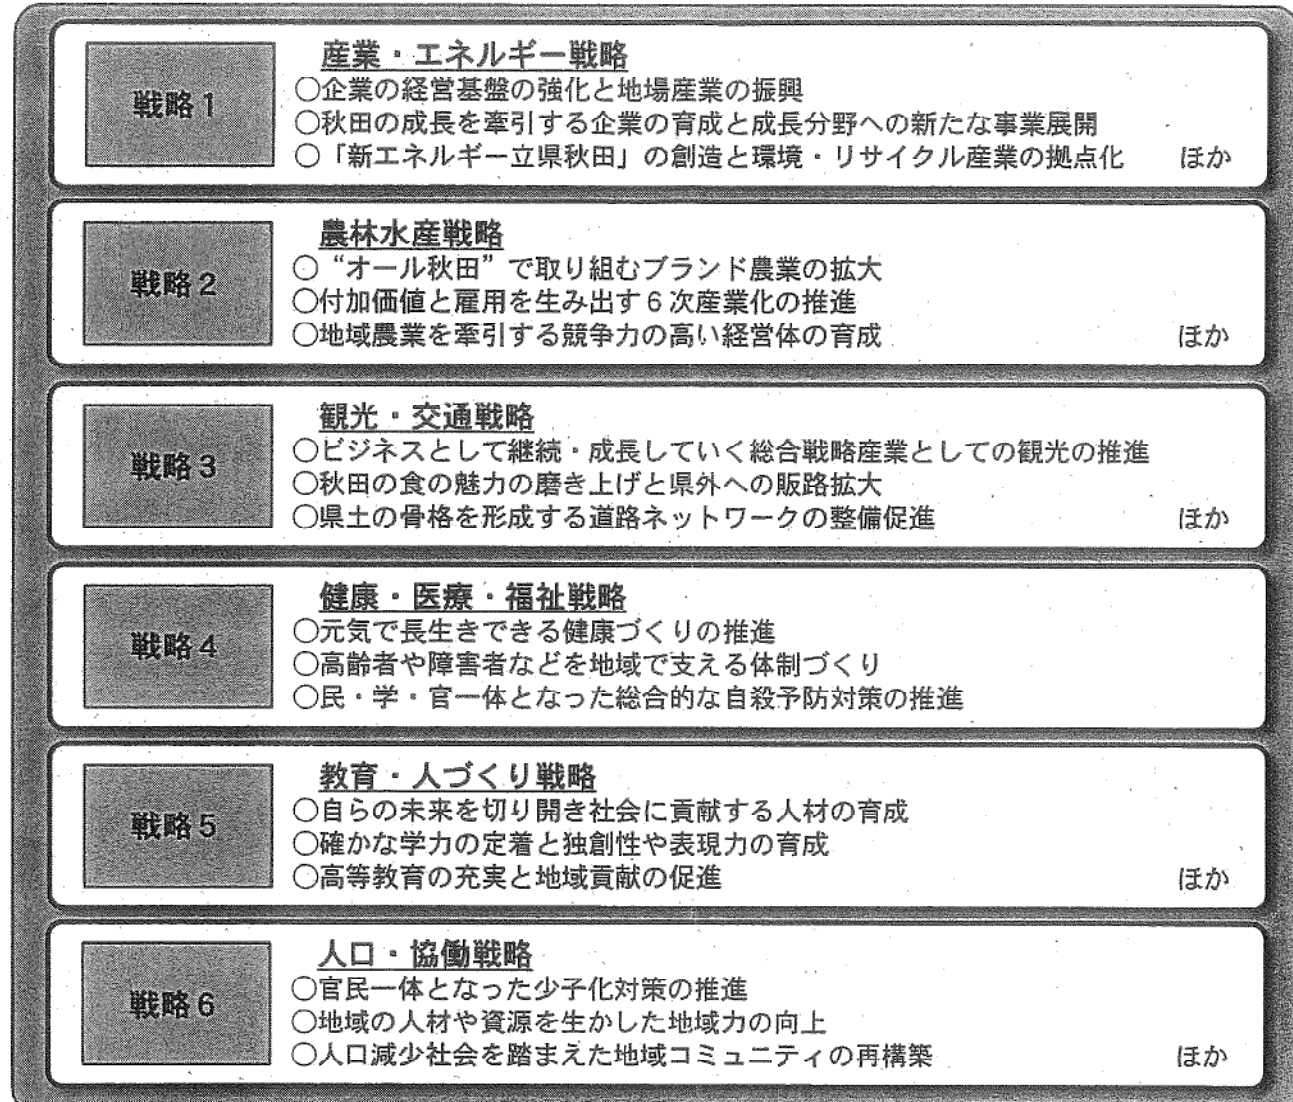 戦略1
産業・エネルギー戦略
○企業の経営基盤の強化と地場産業の振興
○秋田の成長を牽引する企業の育成と成長分野への新たな事業展開
○「新エネルギー立県秋田」の創造と環境・リサイクル産業の拠点化 ほか
戦略2
農林水産戦略
○“オール秋田”で取り組むブランド農業の拡大
○付加価値と雇用を生み出す6次産業化の推進
○地域農業を牽引する競争力の高い経営体の育成 ほか
戦略3
観光・交通戦略
○ビジネスとして継続・成長していく総合戦略産業としての観光の推進
○秋田の食の魅力の磨き上げと県外への販路拡大
○県土の骨格を形成する道路ネットワークの整備促進 ほか
戦略4
健康・医療・福祉戦略
○元気で長生きできる健康づくりの推進
○高齢者や障害者などを地域で支える体制づくり
○民・学・官一体となった総合的な自殺予防対策の推進
戦略5
教育・人づくり戦略
○自らの未来を切り開き社会に貢献する人材の育成
○確かな学力の定着と独創性や表現力の育成
○高等教育の充実と地域貢献の促進 ほか
戦略6
人口・協働戦略
○官民一体となった少子化対策の推進
○地域の人材や資源を生かした地域力の向上
○人口減少社会を踏まえた地域コミュニティの再構築 ほか